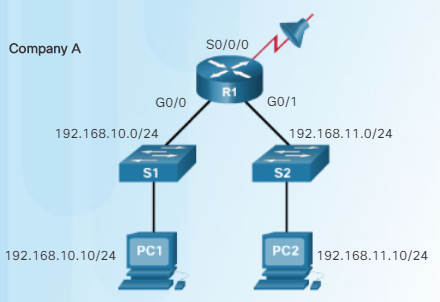 Company A
S0/0/0
R1
G0/0
G0/1
192.168.10.0/24
192.168.11.0/24
S1
S2
192.168.10.10/24
PC1
PC2
192.168.11.10/24